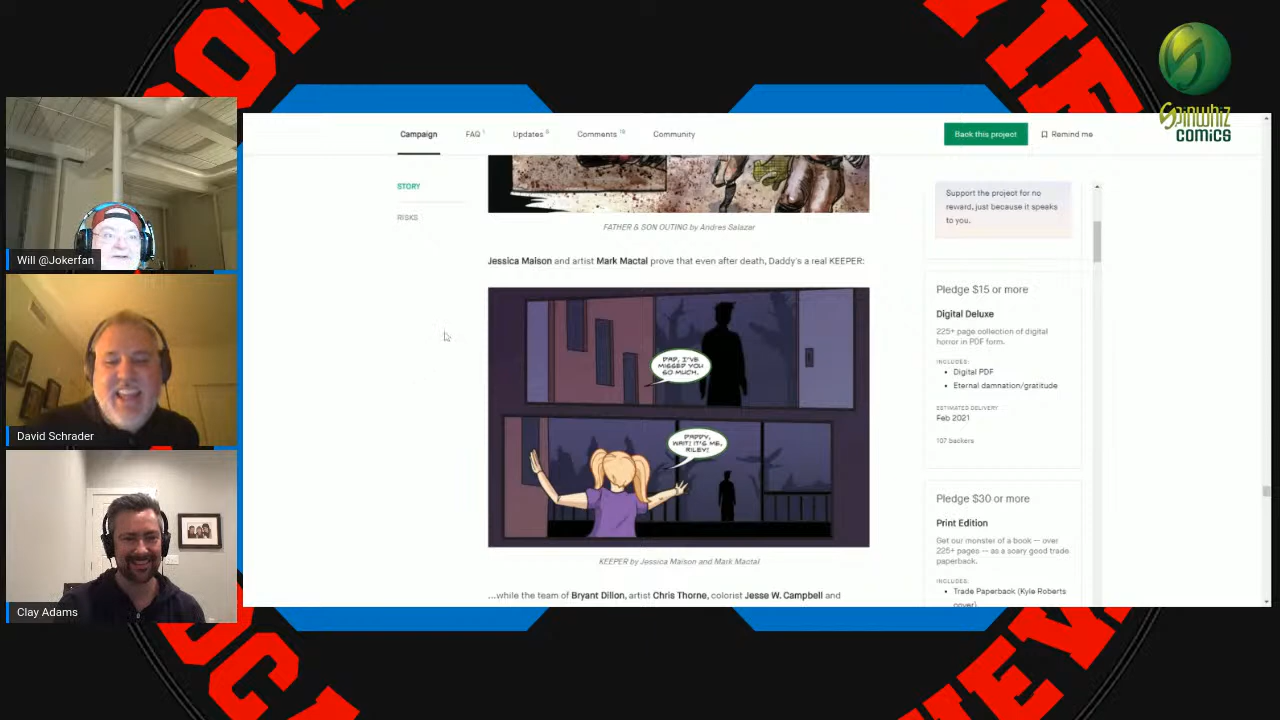 Spinwhiz
COMICS
Campaign
FAQ 1
Updates
Comments
Community
Back this project
Remind me
STORY
RISKS
FATHER & SON OUTING by Andres Salazar
Jessica Maison and artist Mark Mactal prove that even after death, Daddy's a real KEEPER:
DAD, I'VE
MISSED YOU
SO MUCH.
DADDY,
WAIT! IT'S ME,
RILEY!
KEEPER by Jessica Maison and Mark Mactal
...while the team of Bryant Dillon, artist Chris Thorne, colorist Jesse W. Campbell and
Support the project for no
reward, just because it speaks
to you.
Pledge $15 or more
Digital Deluxe
225+ page collection of digital
horror in PDF form.
INCLUDES:
• Digital PDF
• Eternal damnation/gratitude
ESTIMATED DELIVERY
Feb 2021
107 backers
Pledge $30 or more
Print Edition
Get our monster of a book — over
225+ pages -- as a scary good trade
paperback.
INCLUDES:
• Trade Paperback (Kyle Roberts
cover)
Will @Jokerfan
David Schrader
Clay Adams